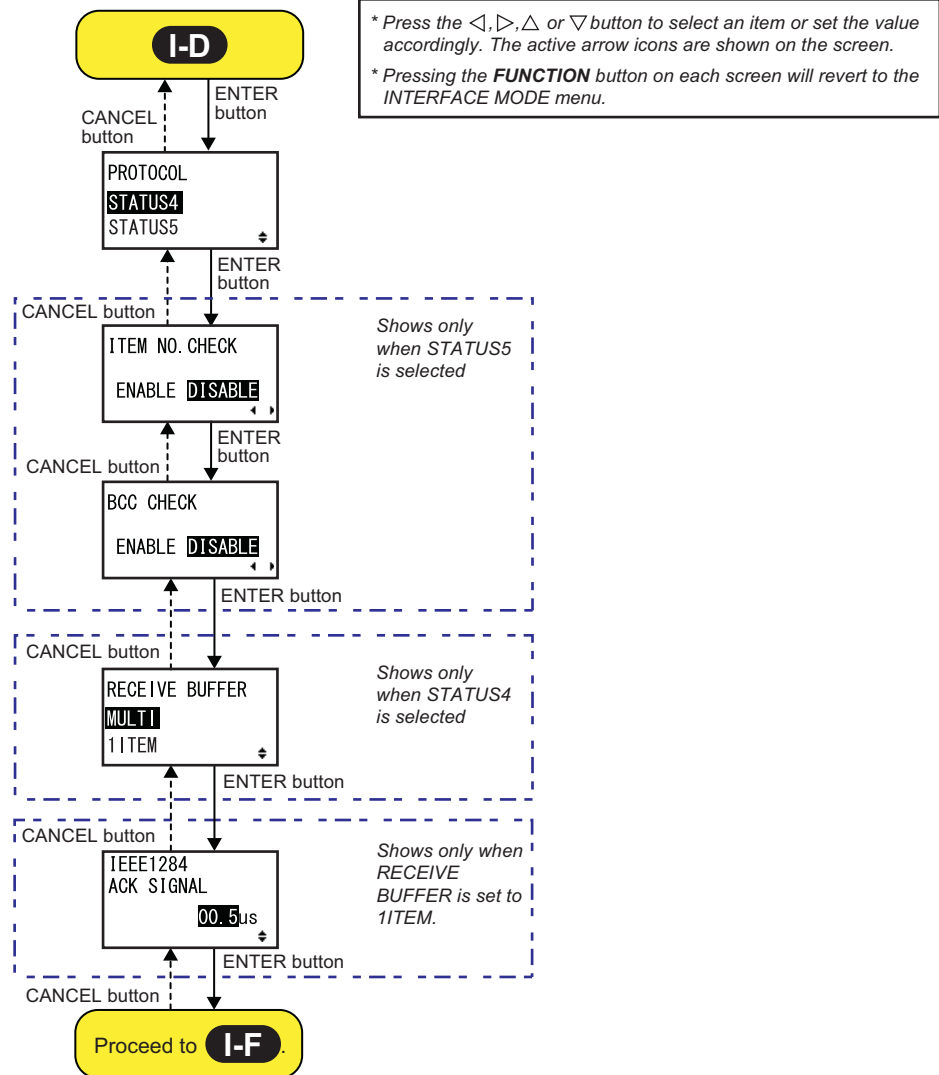 I-D
* Press the ◁, ▷, △ or ▽ button to select an item or set the value
accordingly. The active arrow icons are shown on the screen.
* Pressing the FUNCTION button on each screen will revert to the
INTERFACE MODE menu.
ENTER
button
CANCEL
button
PROTOCOL
STATUS4
STATUS5
ENTER
button
CANCEL button
ITEM NO.CHECK
ENABLE DISABLE
Shows only
when STATUS5
is selected
ENTER
button
CANCEL button
BCC CHECK
ENABLE DISABLE
ENTER button
CANCEL button
RECEIVE BUFFER
MULTI
1ITEM
Shows only
when STATUS4
is selected
ENTER button
CANCEL button
IEEE1284
ACK SIGNAL
00.5us
Shows only when
RECEIVE
BUFFER is set to
1ITEM.
ENTER button
CANCEL button
Proceed to I-F.